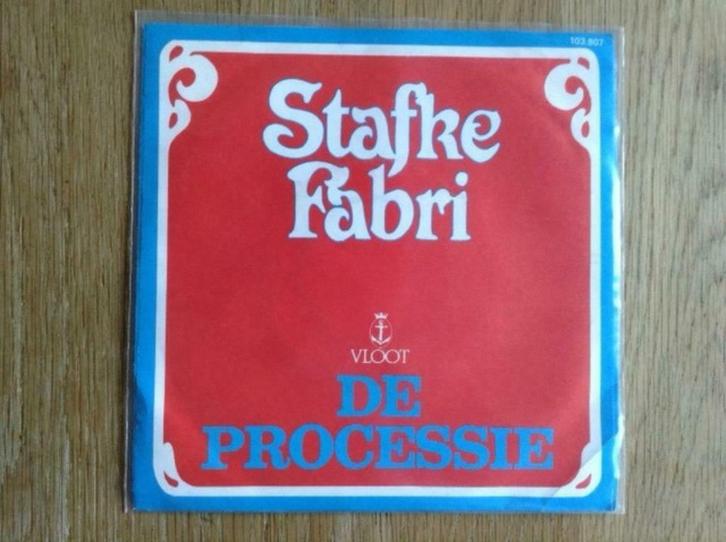 103.807
Stafke
Fabri
VLOOT
DE
PROCESSIE